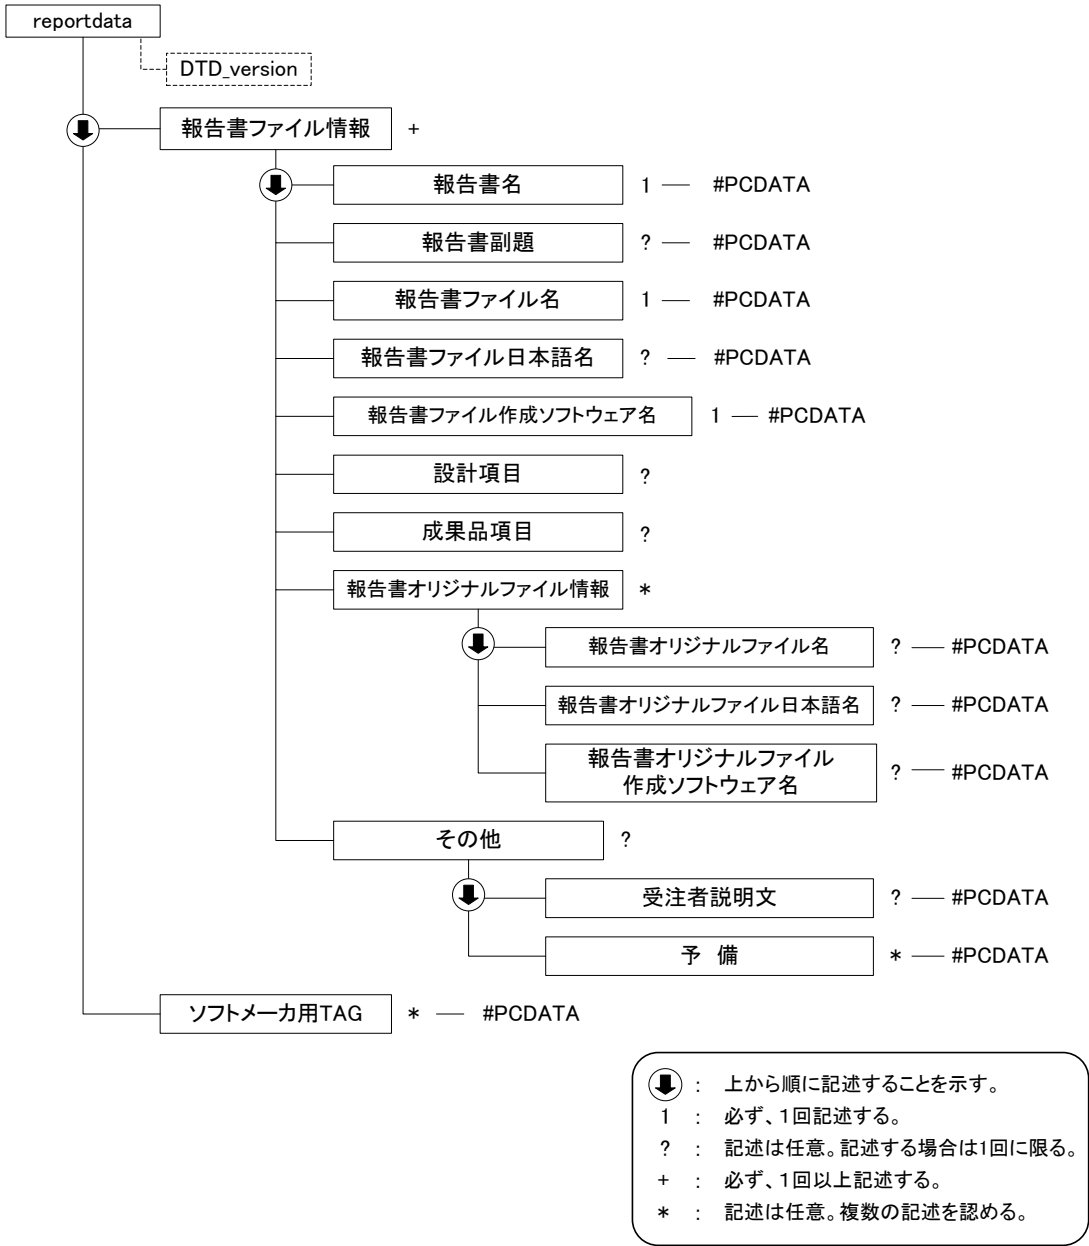 reportdata
DTD_version
報告書ファイル情報 +
報告書名 1 ― #PCDATA
報告書副題 ? ― #PCDATA
報告書ファイル名 1 ― #PCDATA
報告書ファイル日本語名 ? ― #PCDATA
報告書ファイル作成ソフトウェア名 1 ― #PCDATA
設計項目 ?
成果品項目 ?
報告書オリジナルファイル情報 *
報告書オリジナルファイル名 ? ― #PCDATA
報告書オリジナルファイル日本語名 ? ― #PCDATA
報告書オリジナルファイル
作成ソフトウェア名 ? ― #PCDATA
その他 ?
受注者説明文 ? ― #PCDATA
予 備 * ― #PCDATA
ソフトメーカ用TAG * ― #PCDATA
： 上から順に記述することを示す。
1 ： 必ず、1回記述する。
? ： 記述は任意。記述する場合は1回に限る。
+ ： 必ず、1回以上記述する。
* ： 記述は任意。複数の記述を認める。